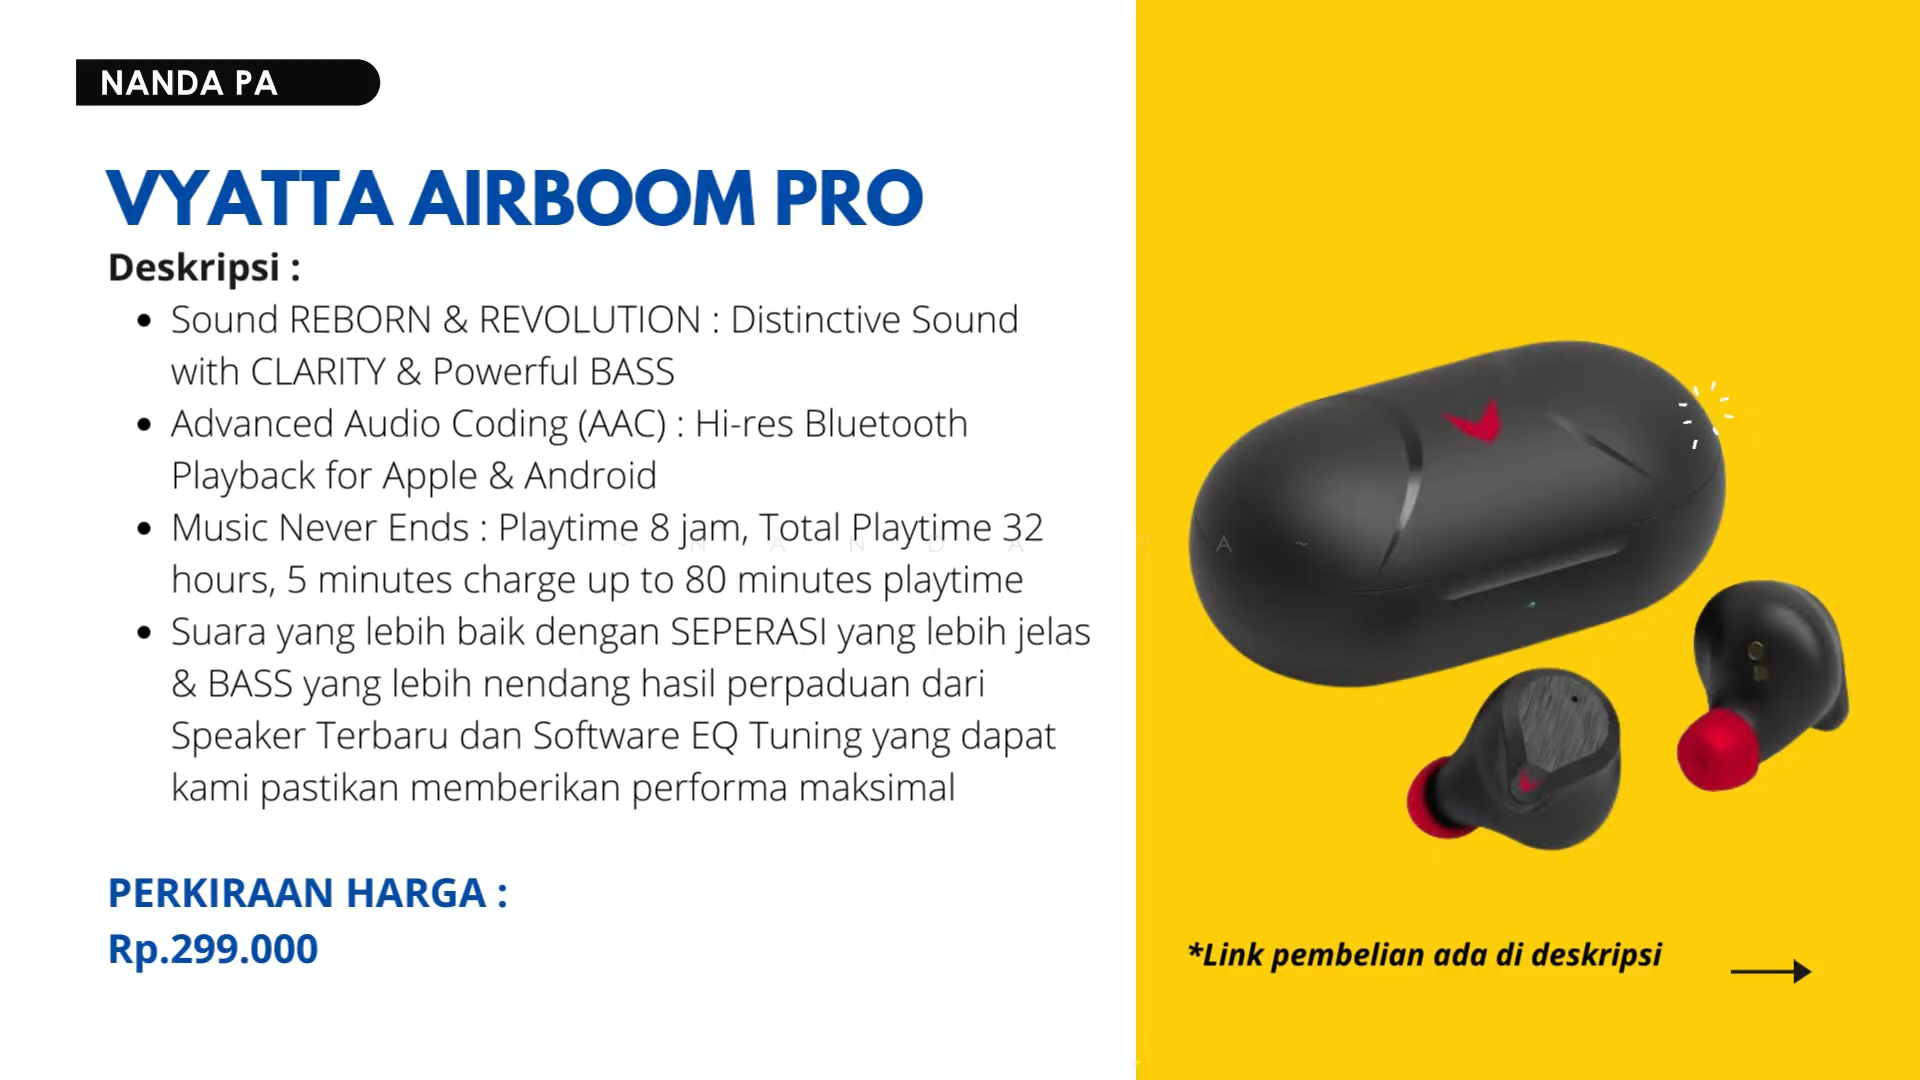 NANDA PA
VYATTA AIRBOOM PRO
Deskripsi :
• Sound REBORN & REVOLUTION : Distinctive Sound
with CLARITY & Powerful BASS
• Advanced Audio Coding (AAC) : Hi-res Bluetooth
Playback for Apple & Android
• Music Never Ends : Playtime 8 jam, Total Playtime 32
hours, 5 minutes charge up to 80 minutes playtime
• Suara yang lebih baik dengan SEPERASI yang lebih jelas
& BASS yang lebih nendang hasil perpaduan dari
Speaker Terbaru dan Software EQ Tuning yang dapat
kami pastikan memberikan performa maksimal
PERKIRAAN HARGA :
Rp.299.000
*Link pembelian ada di deskripsi